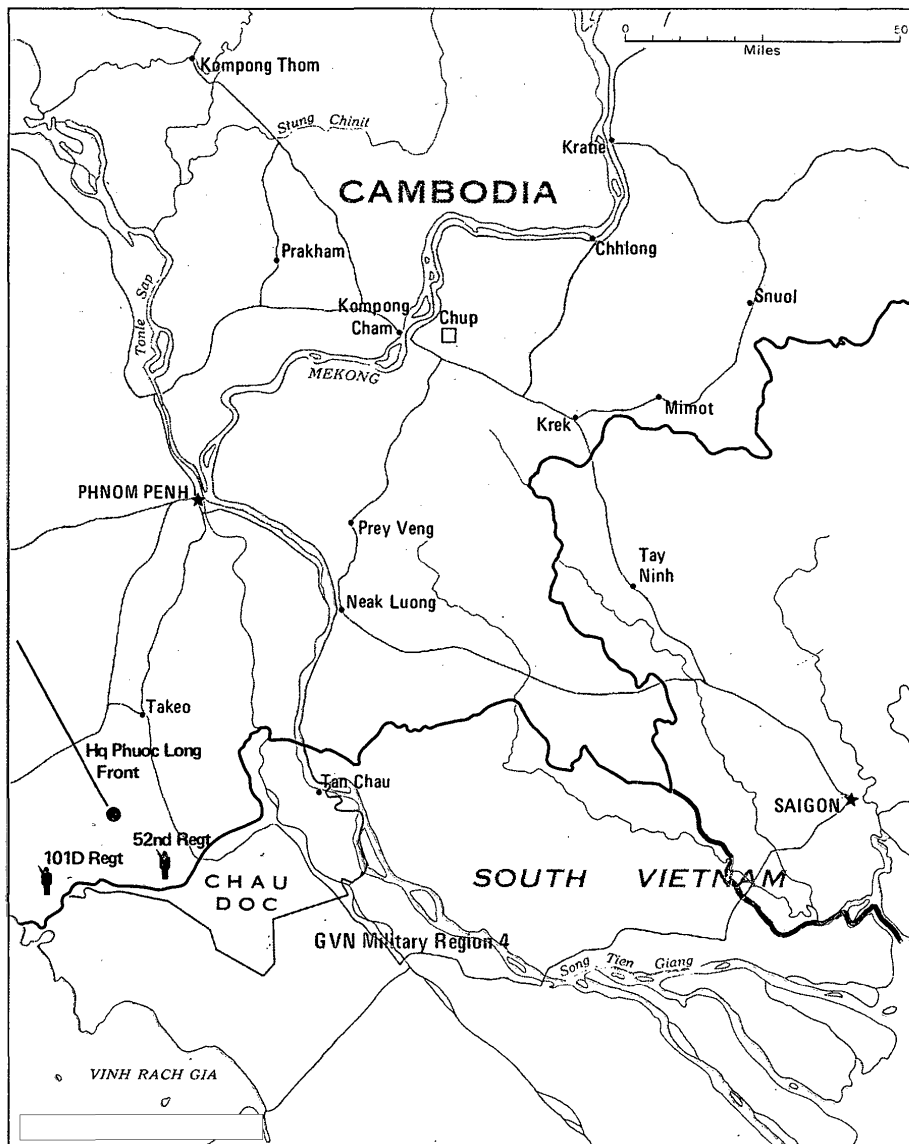 0 50
Miles
Kompong Thom
Stung Chinit
Kratie
CAMBODIA
Chhlong
Prakham
Tonle Sap
Kompong
Cham
Chup
Snuol
MEKONG
Mimot
Krek
PHNOM PENH
Prey Veng
Tay
Ninh
Neak Luong
Takeo
Hq Phuoc Long
Front
Tan Chau
SAIGON
52nd Regt
101D Regt
CHAU
DOC
SOUTH VIETNAM
GVN Military Region 4
Song Tien Giang
VINH RACH GIA